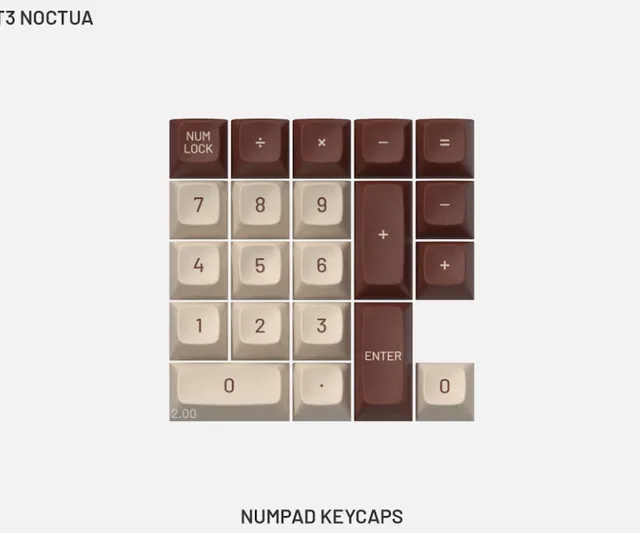 T3 NOCTUA
NUM
LOCK
÷ × − =
7 8 9 + −
4 5 6 +
1 2 3
ENTER
0 . 0
2.00
NUMPAD KEYCAPS